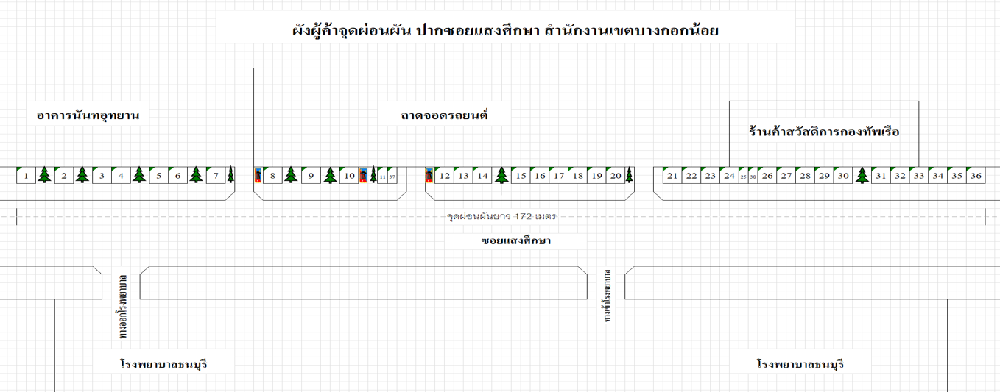 ผังผู้ค้าจุดผ่อนผัน ปากซอยแสงศึกษา สำนักงานเขตบางกอกน้อย
อาคารนันทอุทยาน
ลาดจอดรถยนต์
ร้านค้าสวัสดิการกองทัพเรือ
1 2 3 4 5 6 7 8 9 10 11 37 12 13 14 15 16 17 18 19 20 21 22 23 24 25 38 26 27 28 29 30 31 32 33 34 35 36
จุดผ่อนผันยาว 172 เมตร
ซอยแสงศึกษา
ทางออกโรงพยาบาล
ทางเข้าโรงพยาบาล
โรงพยาบาลธนบุรี
โรงพยาบาลธนบุรี